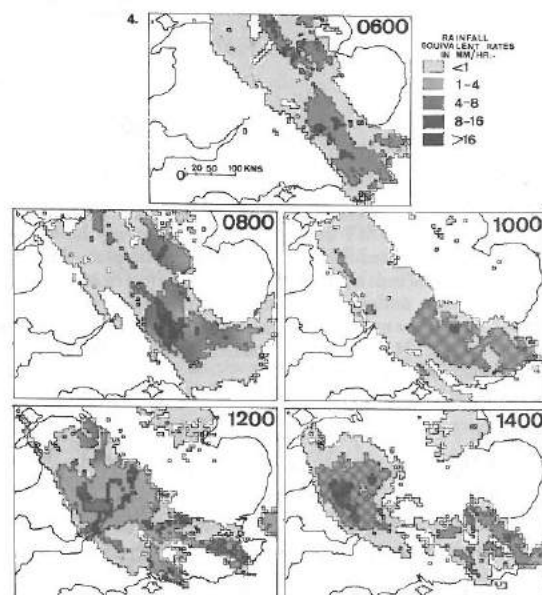 4.
0600
RAINFALL
EQUIVALENT RATES
IN MM/HR.-
<1
1-4
4-8
8-16
>16
0 20 50 100 KMS
0800
1000
1200
1400